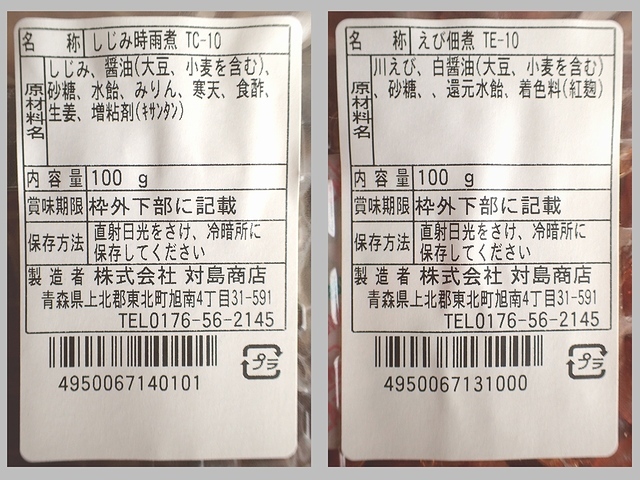 名称 しじみ時雨煮 TC-10
原材料名 しじみ、醤油(大豆、小麦を含む)、
砂糖、水飴、みりん、寒天、食酢、
生姜、増粘剤(ｷｻﾝﾀﾝ)
内容量 100 g
賞味期限 枠外下部に記載
保存方法 直射日光をさけ、冷暗所に
保存してください
製造者 株式会社 対島商店
青森県上北郡東北町旭南4丁目31-591
TEL0176-56-2145
4950067140101
プラ
名称 えび佃煮 TE-10
原材料名 川えび、白醤油(大豆、小麦を含む)
、砂糖、、還元水飴、着色料(紅麹)
内容量 100 g
賞味期限 枠外下部に記載
保存方法 直射日光をさけ、冷暗所に
保存してください
製造者 株式会社 対島商店
青森県上北郡東北町旭南4丁目31-591
TEL0176-56-2145
4950067131000
プラ